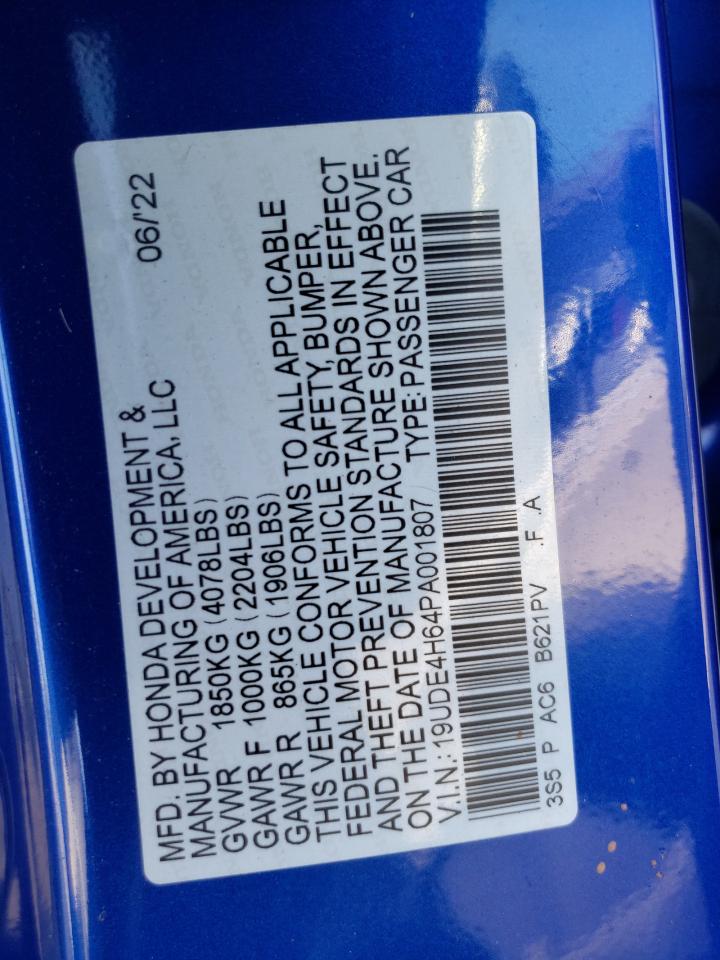 MFD. BY HONDA DEVELOPMENT &
MANUFACTURING OF AMERICA, LLC 06/'22
GVWR 1850KG (4078LBS)
GAWR F 1000KG (2204LBS)
GAWR R 865KG (1906LBS)
THIS VEHICLE CONFORMS TO ALL APPLICABLE
FEDERAL MOTOR VEHICLE SAFETY, BUMPER,
AND THEFT PREVENTION STANDARDS IN EFFECT
ON THE DATE OF MANUFACTURE SHOWN ABOVE.
V.I.N.: 19UDE4H64PA001807 TYPE:PASSENGER CAR
3S5 P AC6 B621PV .F .A